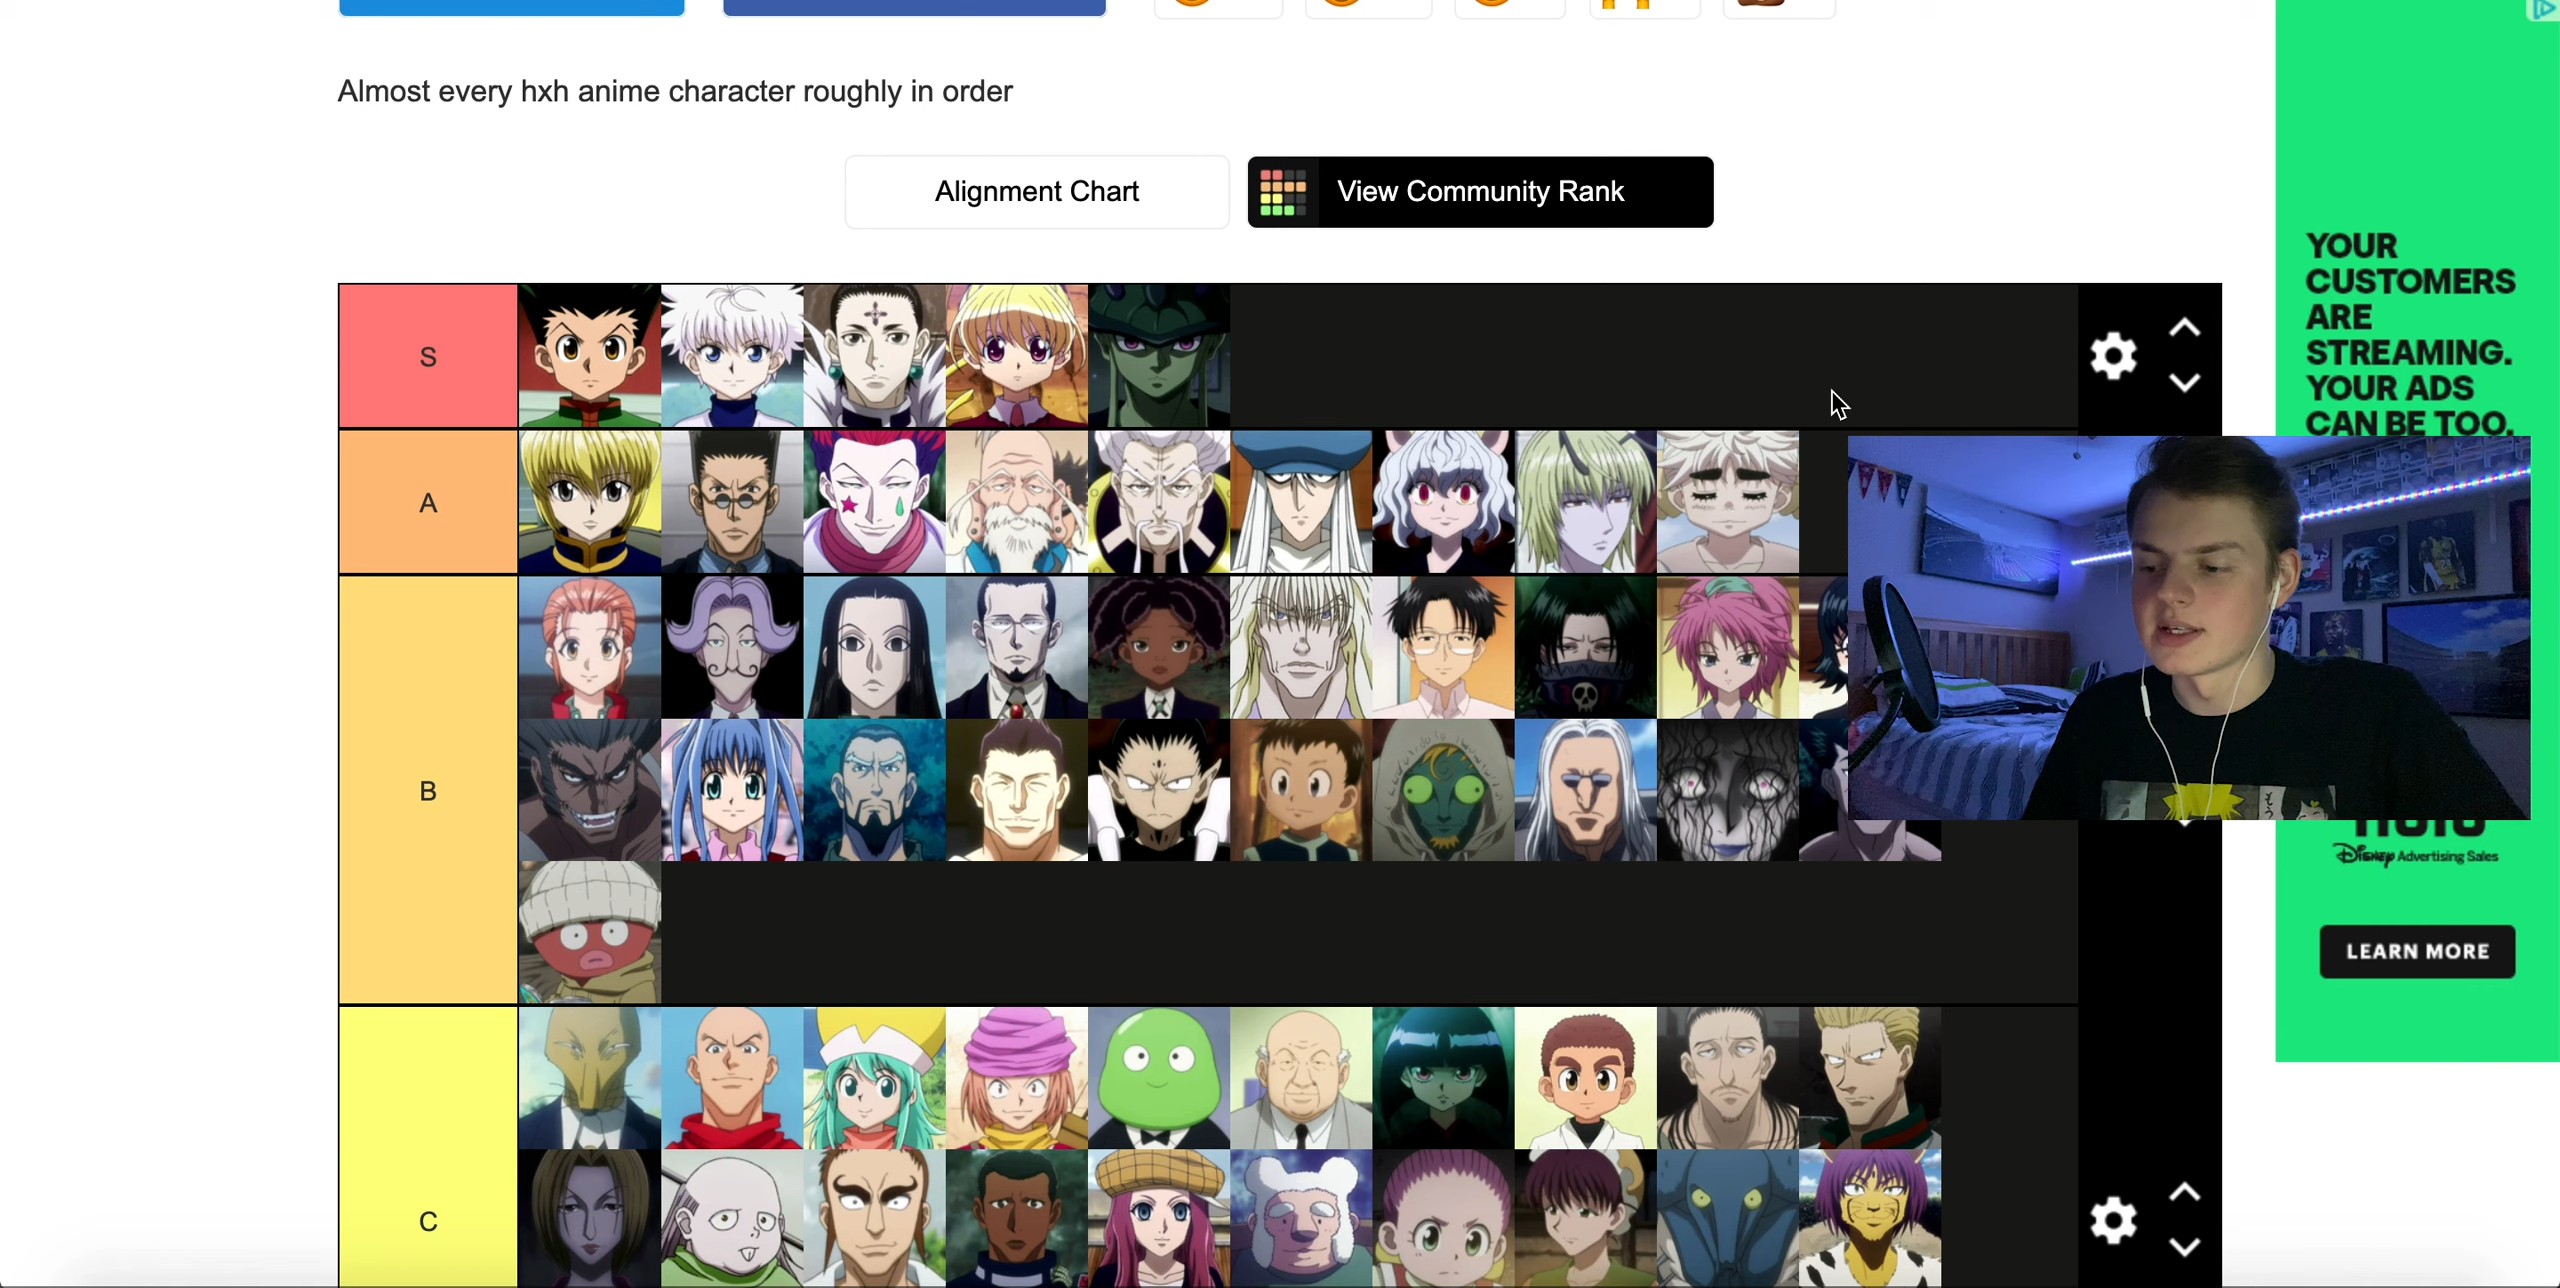 Almost every hxh anime character roughly in order
Alignment Chart
View Community Rank
S
A
B
C
YOUR
CUSTOMERS
ARE
STREAMING.
YOUR ADS
CAN BE TOO.
Disney Advertising Sales
LEARN MORE